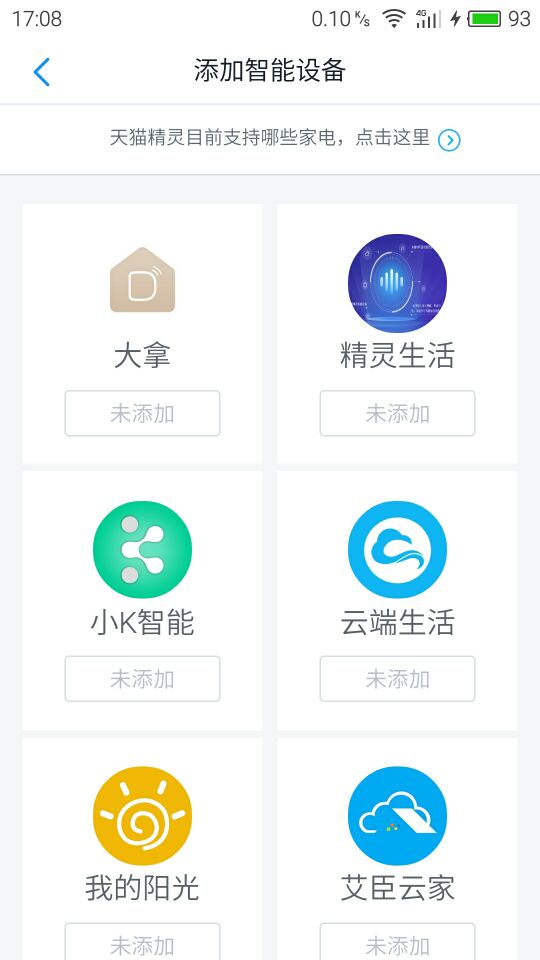 17:08 0.10 K/s 4G 93
添加智能设备
天猫精灵目前支持哪些家电，点击这里
D
大拿 精灵生活
未添加 未添加
小K智能 云端生活
未添加 未添加
我的阳光 艾臣云家
未添加 未添加